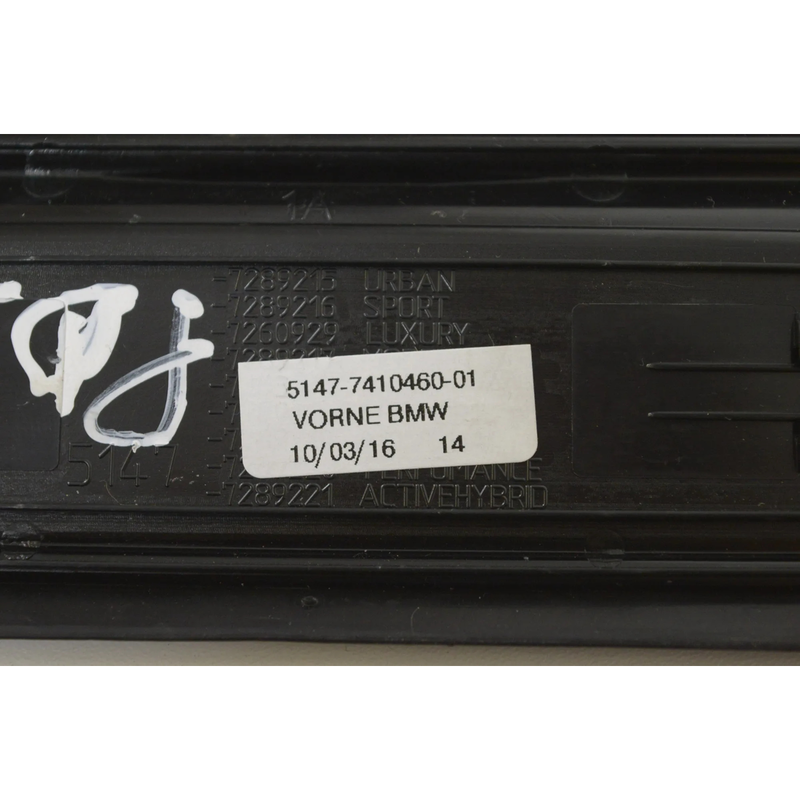 1A
-7289215 URBAN
-7289216 SPORT
-7260929 LUXURY
5147-7410460-01
VORNE BMW
10/03/16 14
5147
-7289221 ACTIVEHYBRID